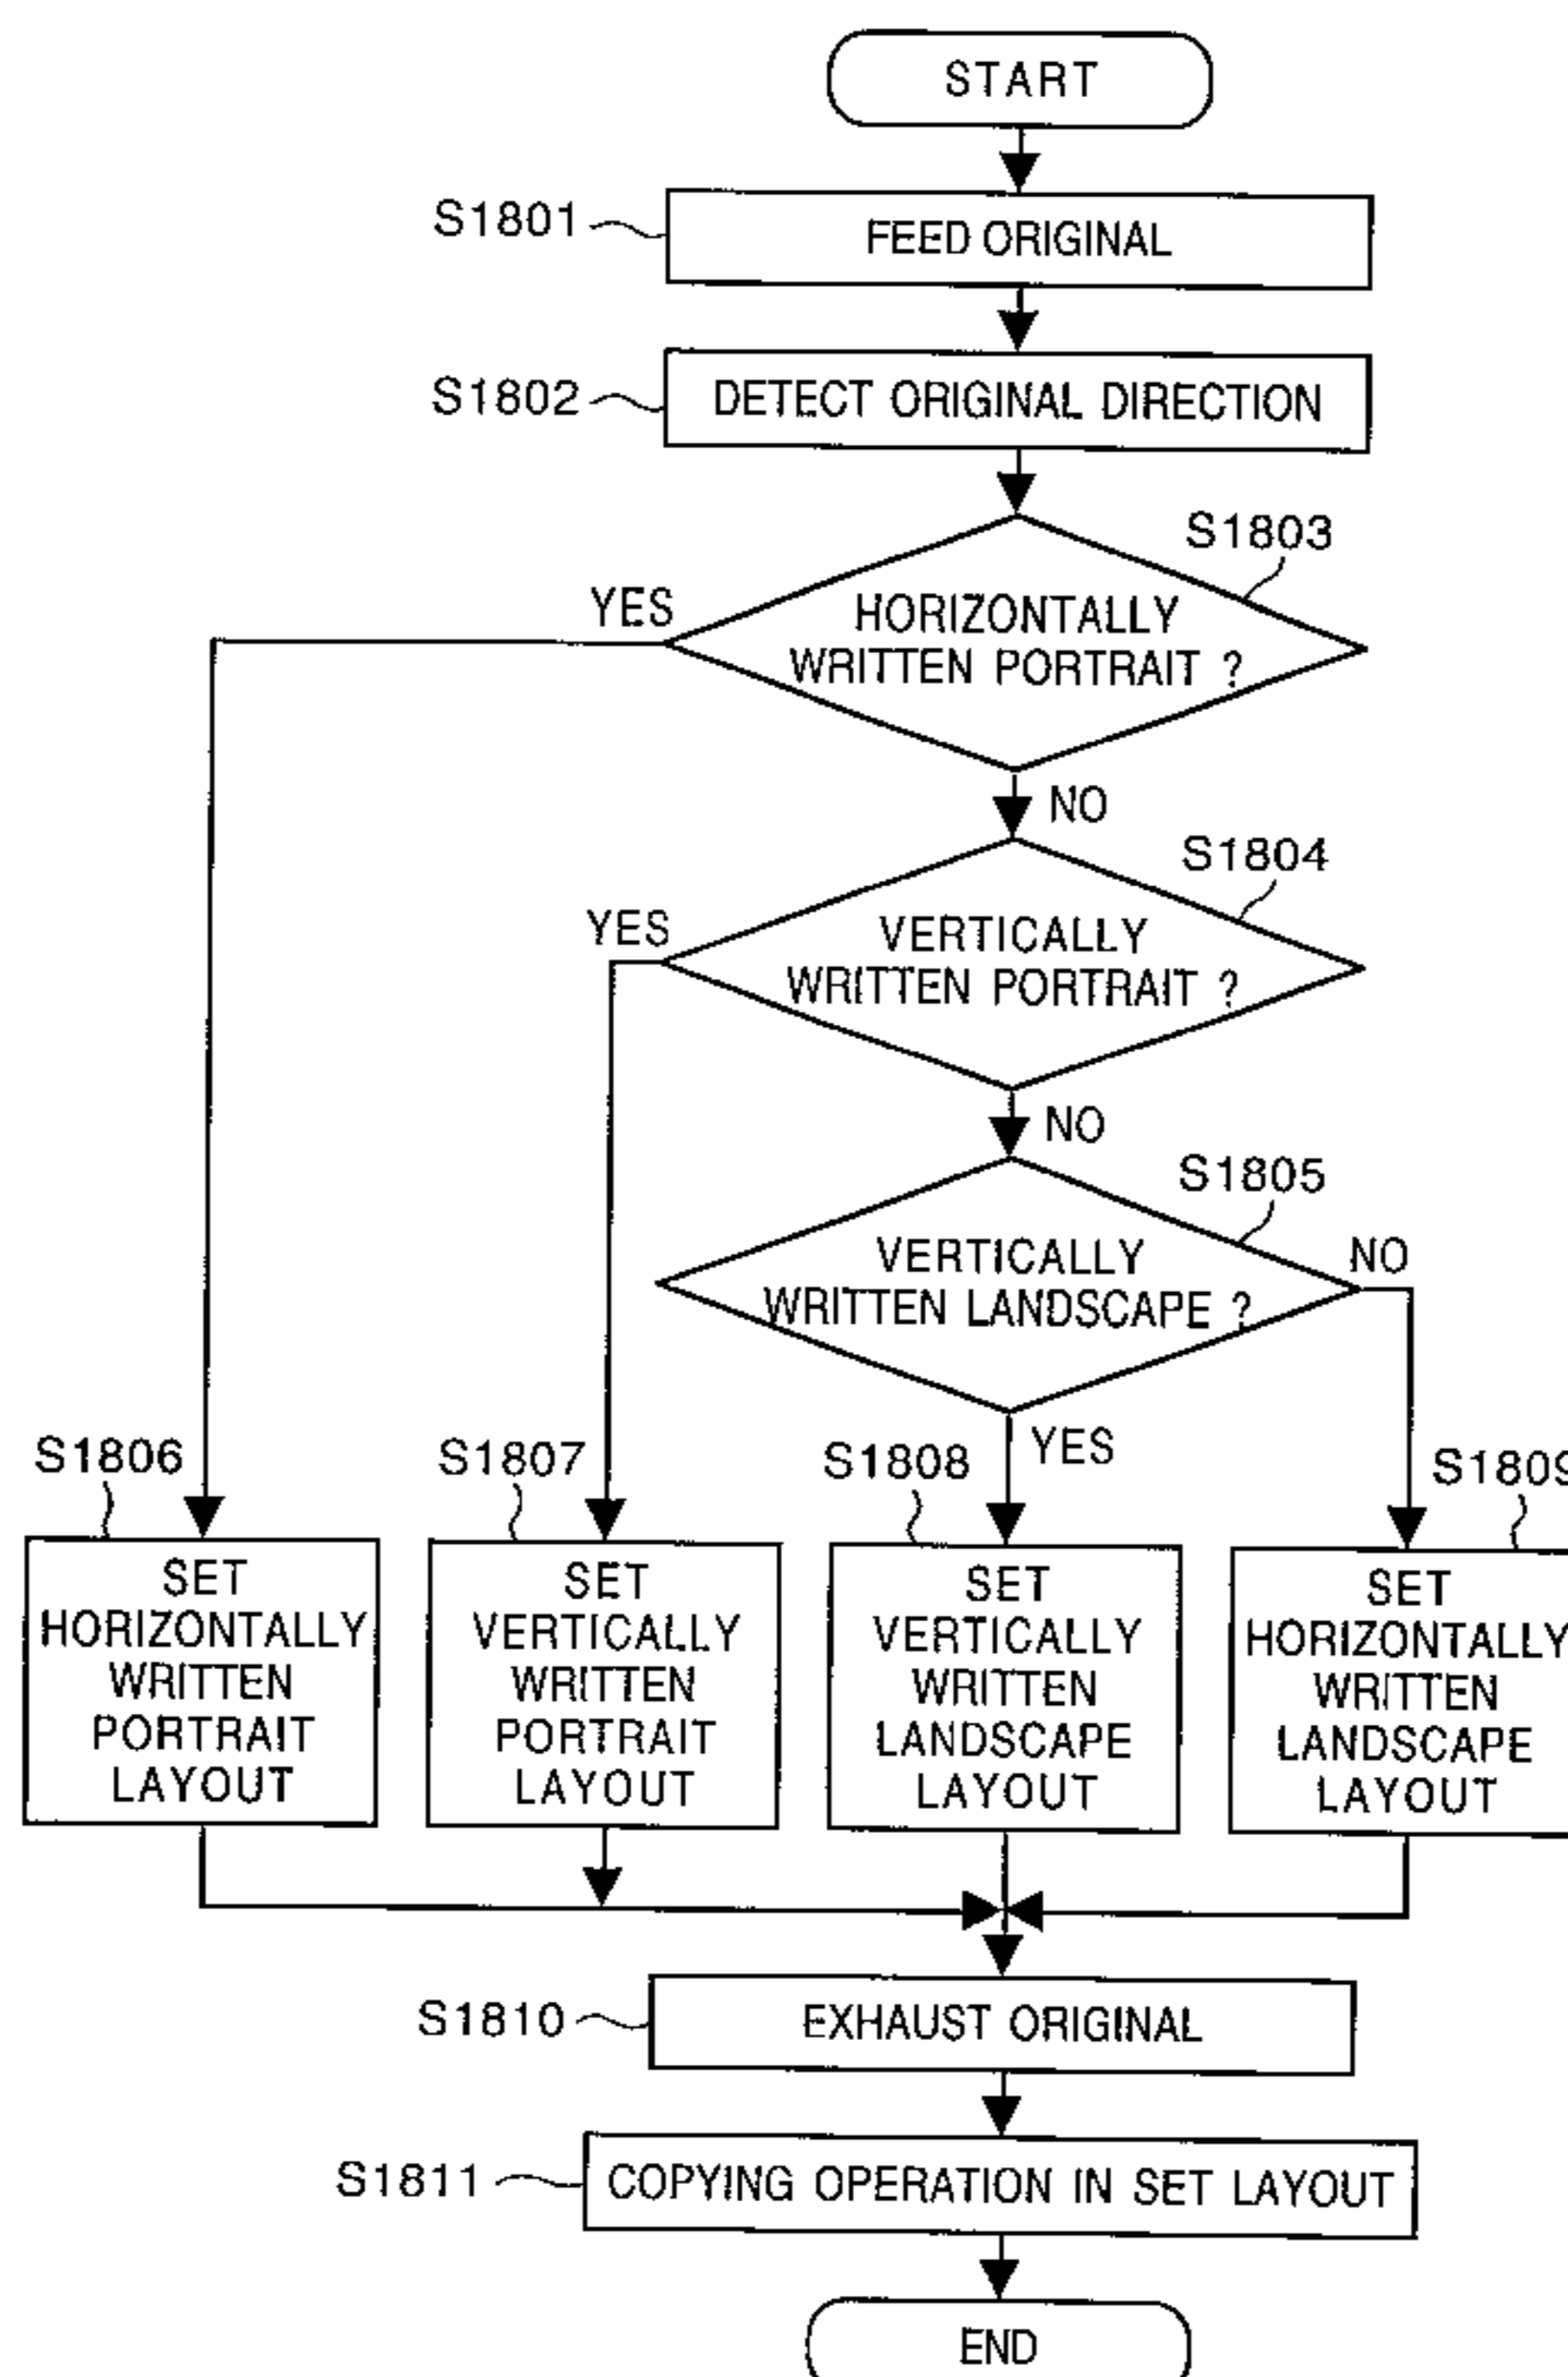 START
S1801
FEED ORIGINAL
S1802
DETECT ORIGINAL DIRECTION
S1803
YES
HORIZONTALLY
WRITTEN PORTRAIT ?
NO
S1804
YES
VERTICALLY
WRITTEN PORTRAIT ?
NO
S1805
VERTICALLY
WRITTEN LANDSCAPE ?
NO
YES
S1806
SET
HORIZONTALLY
WRITTEN
PORTRAIT
LAYOUT
S1807
SET
VERTICALLY
WRITTEN
PORTRAIT
LAYOUT
S1808
SET
VERTICALLY
WRITTEN
LANDSCAPE
LAYOUT
S1809
SET
HORIZONTALLY
WRITTEN
LANDSCAPE
LAYOUT
S1810
EXHAUST ORIGINAL
S1811
COPYING OPERATION IN SET LAYOUT
END